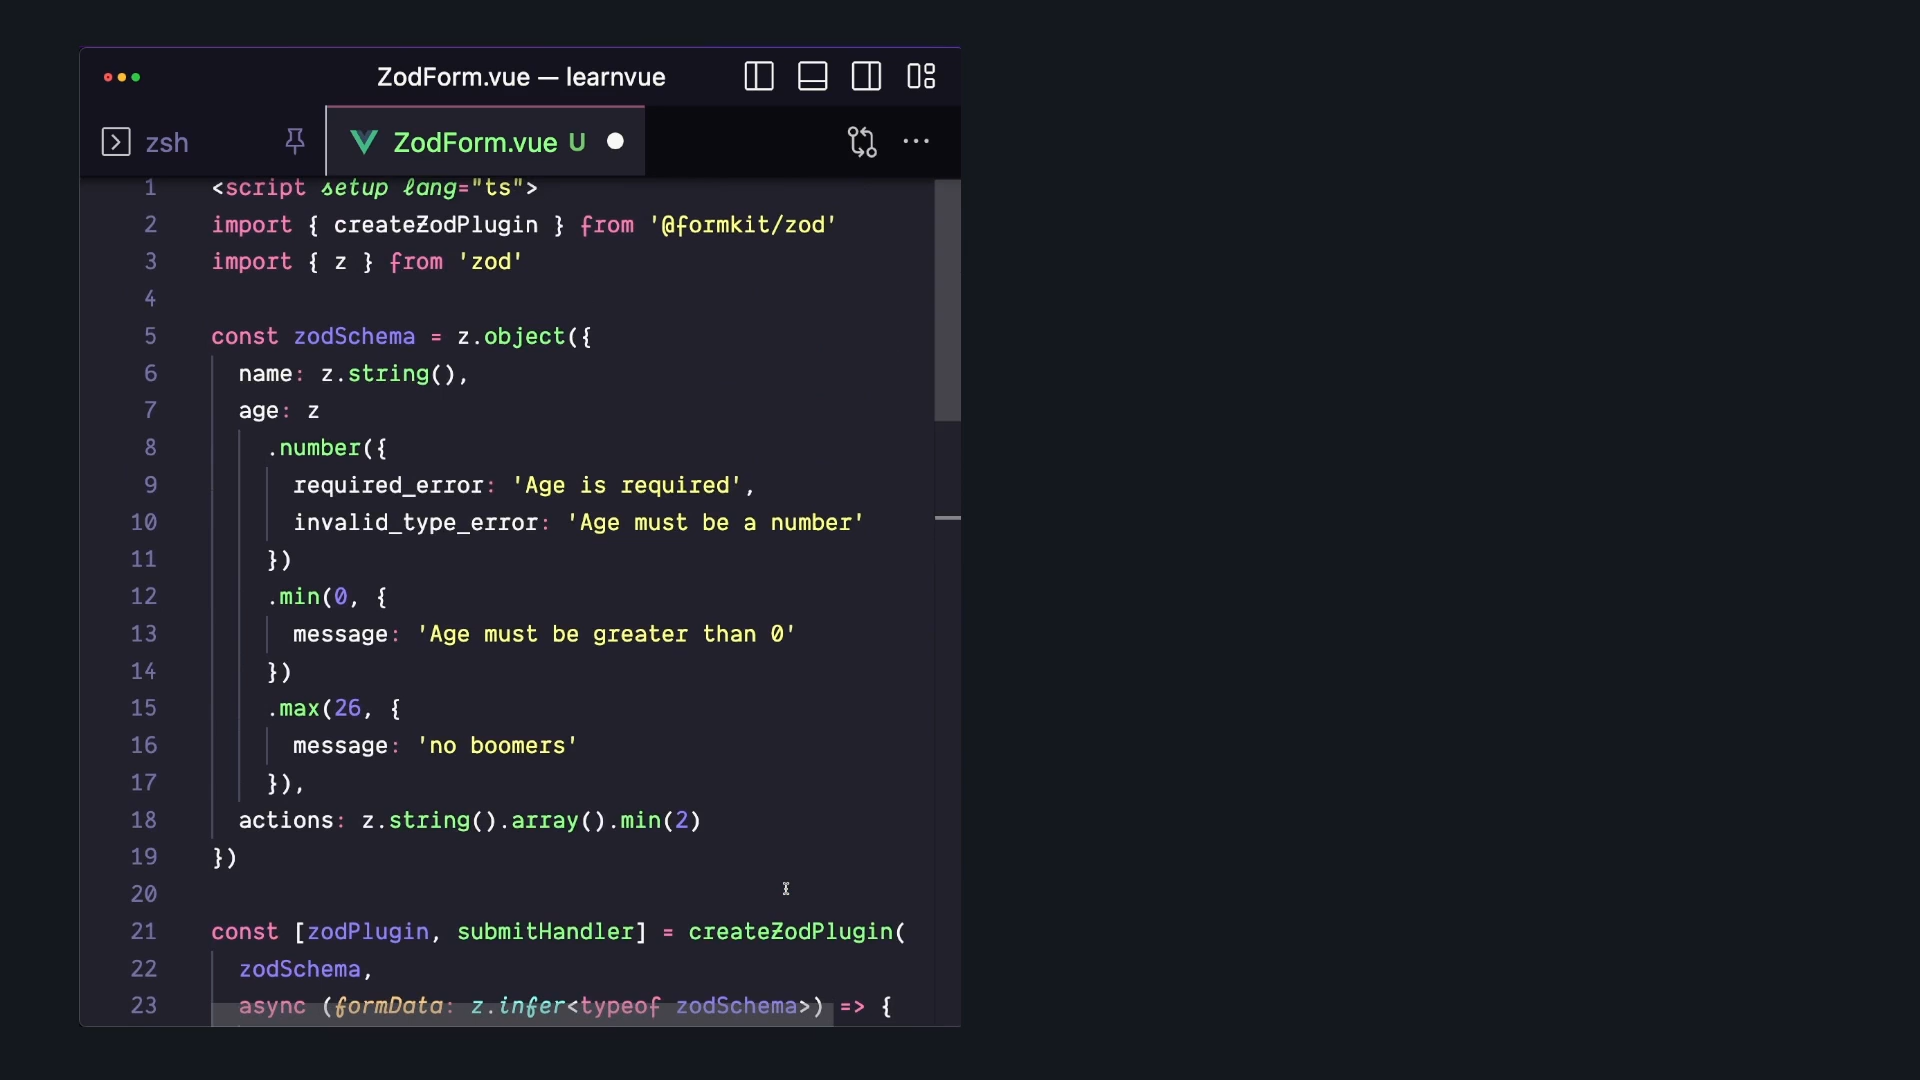 ZodForm.vue — learnvue
zsh
ZodForm.vue U
1 <script setup lang="ts">
2 import { createZodPlugin } from '@formkit/zod'
3 import { z } from 'zod'
4
5 const zodSchema = z.object({
6 name: z.string(),
7 age: z
8 .number({
9 required_error: 'Age is required',
10 invalid_type_error: 'Age must be a number'
11 })
12 .min(0, {
13 message: 'Age must be greater than 0'
14 })
15 .max(26, {
16 message: 'no boomers'
17 }),
18 actions: z.string().array().min(2)
19 })
20
21 const [zodPlugin, submitHandler] = createZodPlugin(
22 zodSchema,
23 async (formData: z.infer<typeof zodSchema>) => {